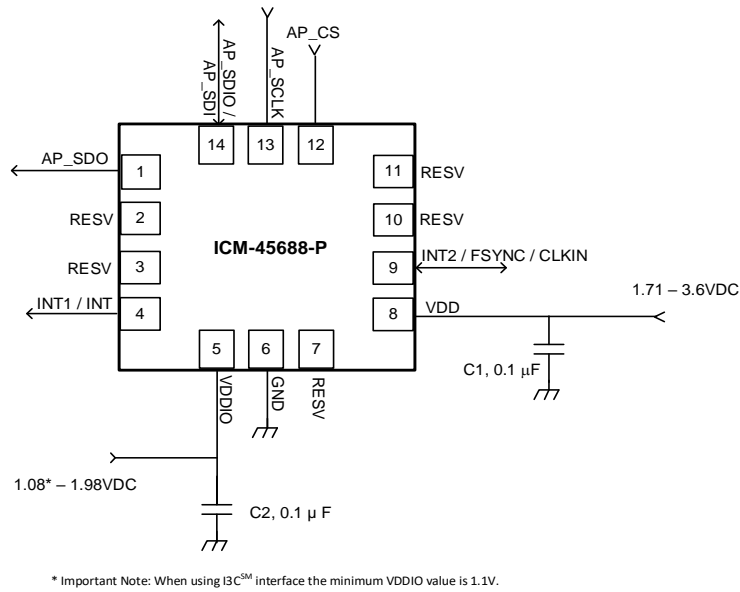 AP_CS
AP_SDIO /
AP_SDI
AP_SCLK
14
13
12
AP_SDO
1
11
RESV
RESV
2
10
RESV
ICM-45688-P
RESV
3
9
INT2 / FSYNC / CLKIN
INT1 / INT
4
8
VDD
1.71 – 3.6VDC
5
6
7
C1, 0.1 μF
VDDIO
GND
RESV
1.08* – 1.98VDC
C2, 0.1 μ F
* Important Note: When using I3C℠ interface the minimum VDDIO value is 1.1V.